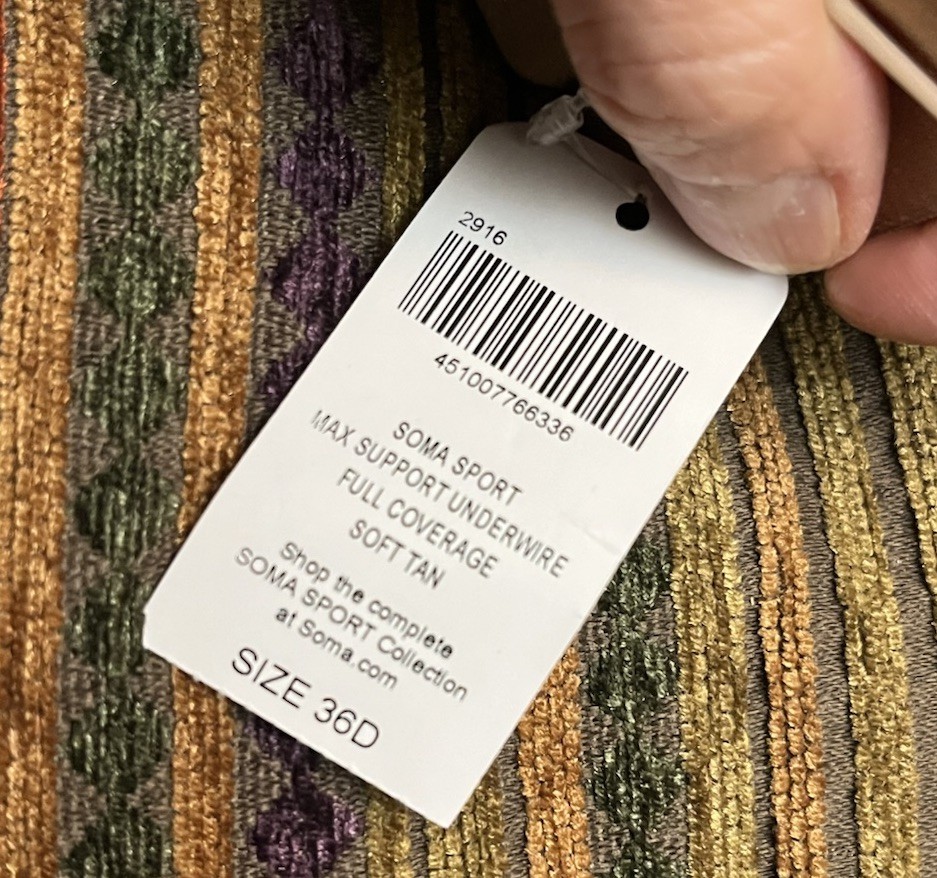 2916
451007766336
SOMA SPORT
MAX SUPPORT UNDERWIRE
FULL COVERAGE
SOFT TAN
Shop the complete
SOMA SPORT Collection
at Soma.com
SIZE 36D